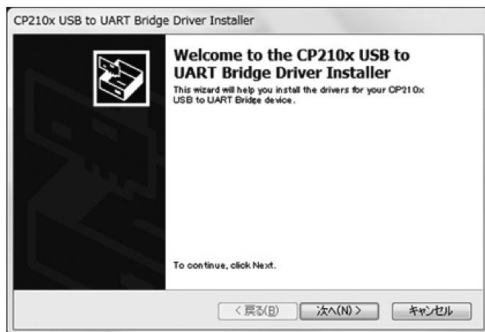 CP210x USB to UART Bridge Driver Installer
Welcome to the CP210x USB to
UART Bridge Driver Installer
This wizard will help you install the drivers for your CP210x
USB to UART Bridge device.
To continue, click Next.
< 戻る(B) 次へ(N) > キャンセル